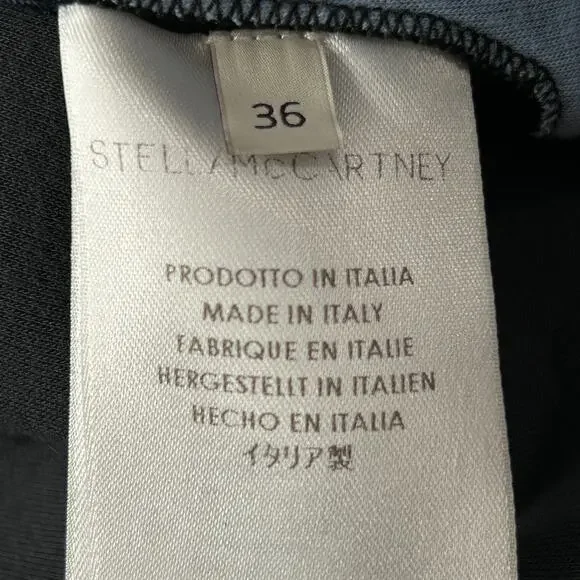 36
STELLA McCARTNEY
PRODOTTO IN ITALIA
MADE IN ITALY
FABRIQUE EN ITALIE
HERGESTELLT IN ITALIEN
HECHO EN ITALIA
イタリア製